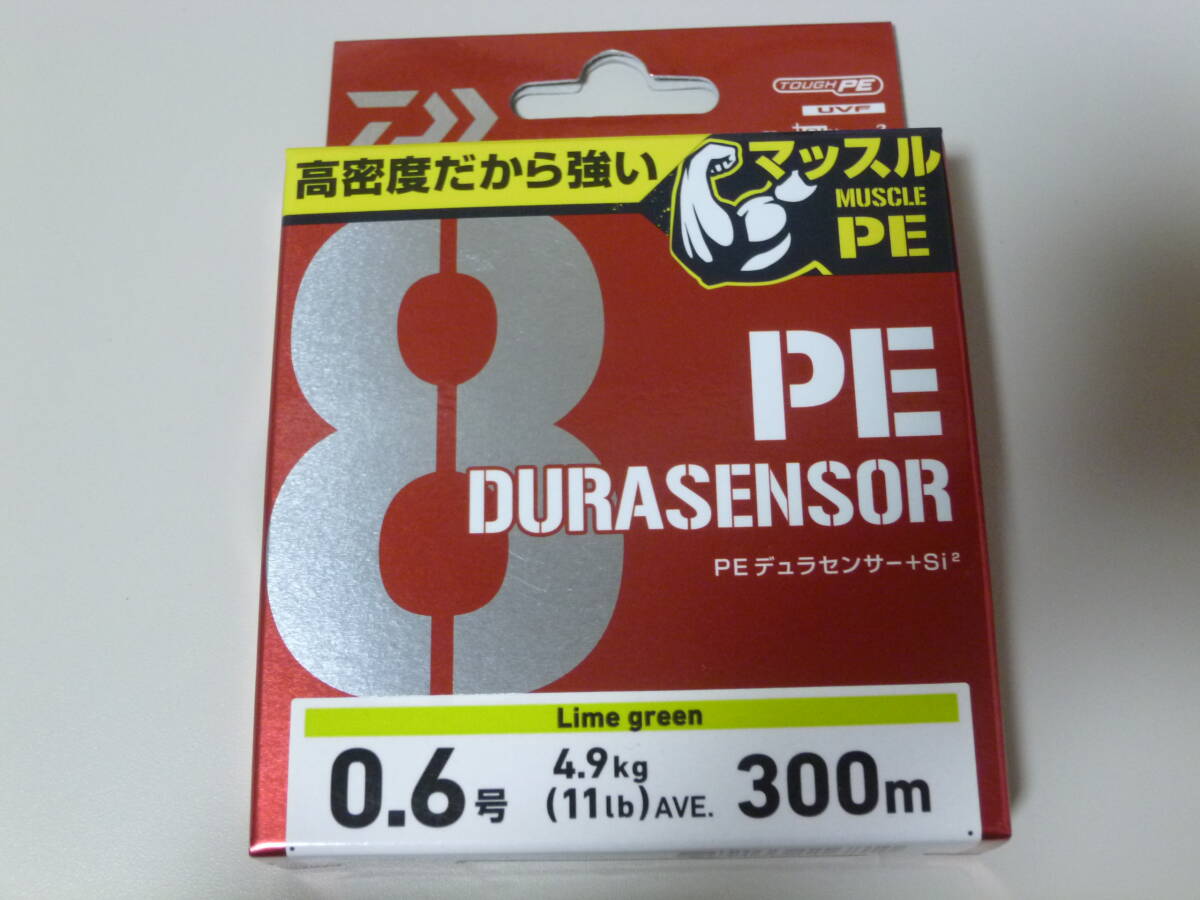 TOUGH PE
UVF
高密度だから強い
マッスル
MUSCLE
PE
8
PE
DURASENSOR
PEデュラセンサー+Si²
Lime green
0.6号 4.9kg (11lb) AVE. 300m